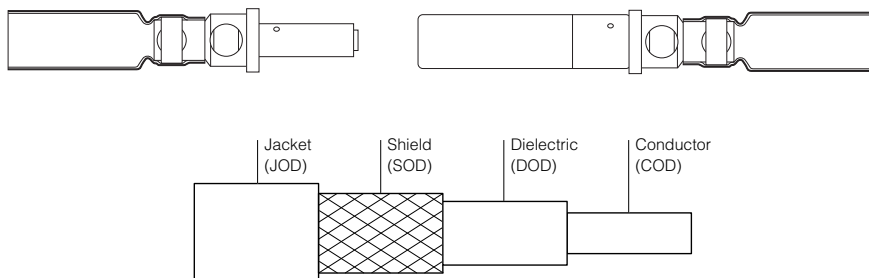 Jacket
(JOD)
Shield
(SOD)
Dielectric
(DOD)
Conductor
(COD)